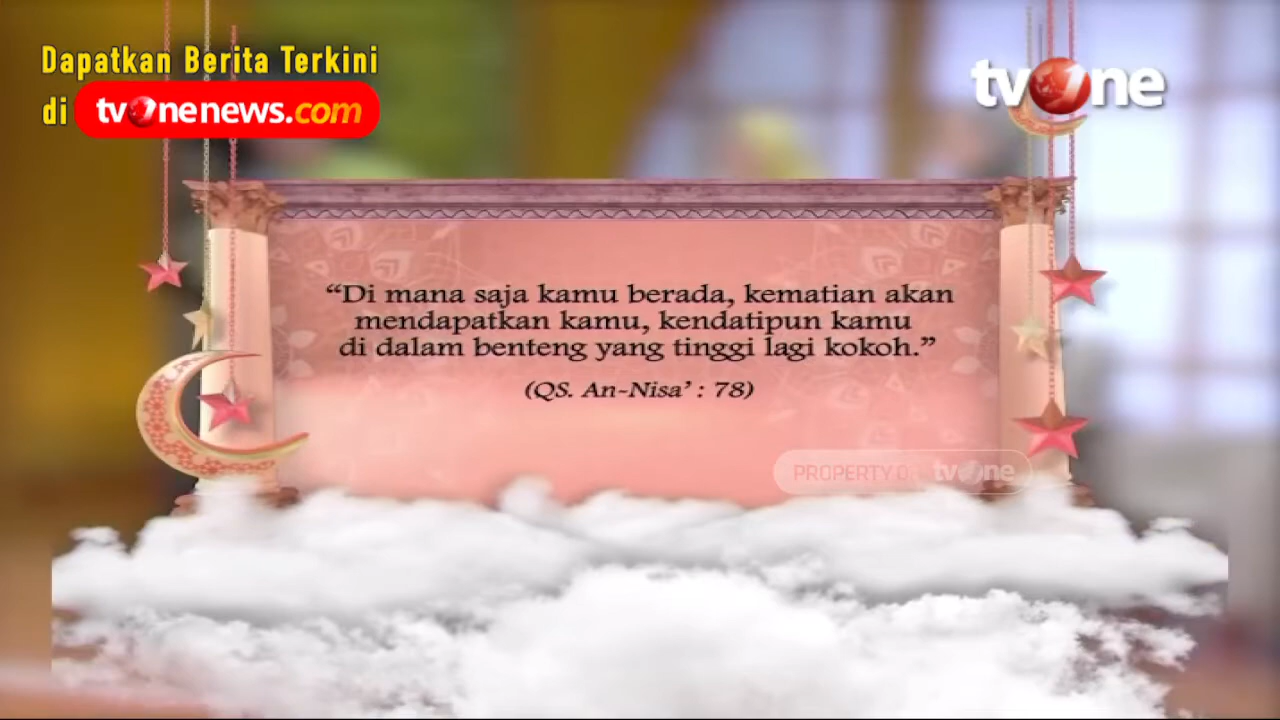 Dapatkan Berita Terkini
di tvonenews.com
tvOne
“Di mana saja kamu berada, kematian akan
mendapatkan kamu, kendatipun kamu
di dalam benteng yang tinggi lagi kokoh.”
(QS. An-Nisa’ : 78)
PROPERTY OF tvOne